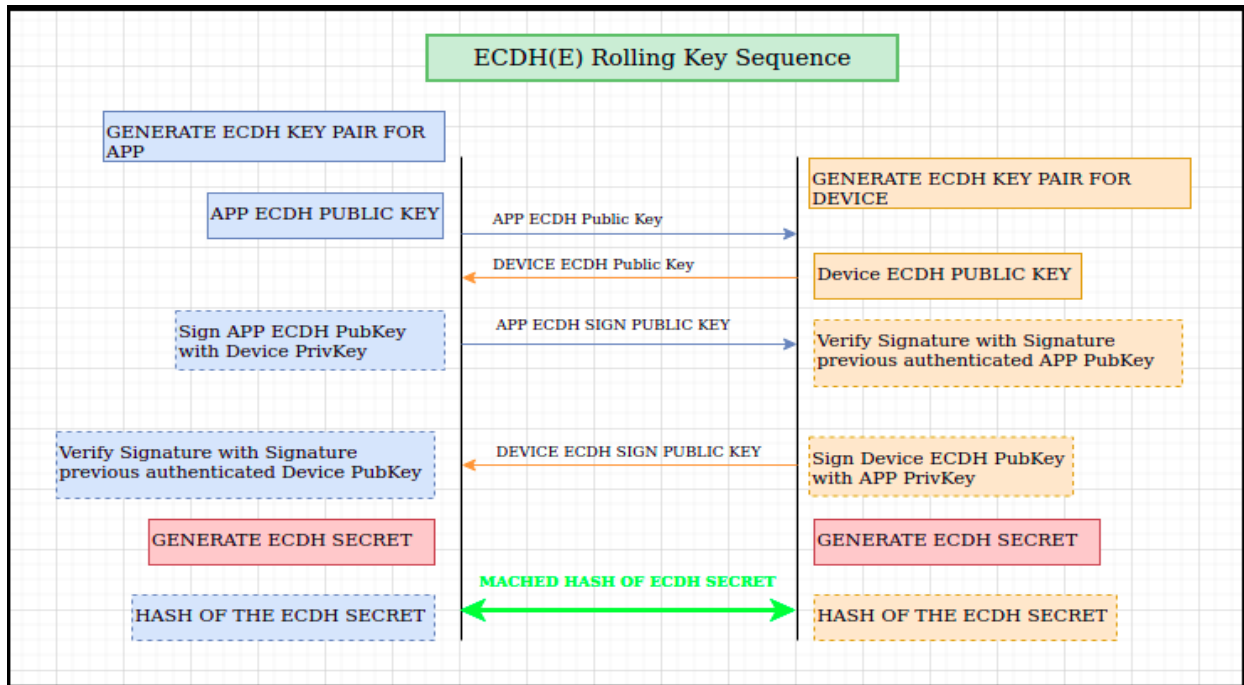 ECDH(E) Rolling Key Sequence
GENERATE ECDH KEY PAIR FOR
APP
GENERATE ECDH KEY PAIR FOR
DEVICE
APP ECDH PUBLIC KEY
APP ECDH Public Key
DEVICE ECDH Public Key
Device ECDH PUBLIC KEY
Sign APP ECDH PubKey
with Device PrivKey
APP ECDH SIGN PUBLIC KEY
Verify Signature with Signature
previous authenticated APP PubKey
Verify Signature with Signature
previous authenticated Device PubKey
DEVICE ECDH SIGN PUBLIC KEY
Sign Device ECDH PubKey
with APP PrivKey
GENERATE ECDH SECRET
GENERATE ECDH SECRET
MACHED HASH OF ECDH SECRET
HASH OF THE ECDH SECRET
HASH OF THE ECDH SECRET